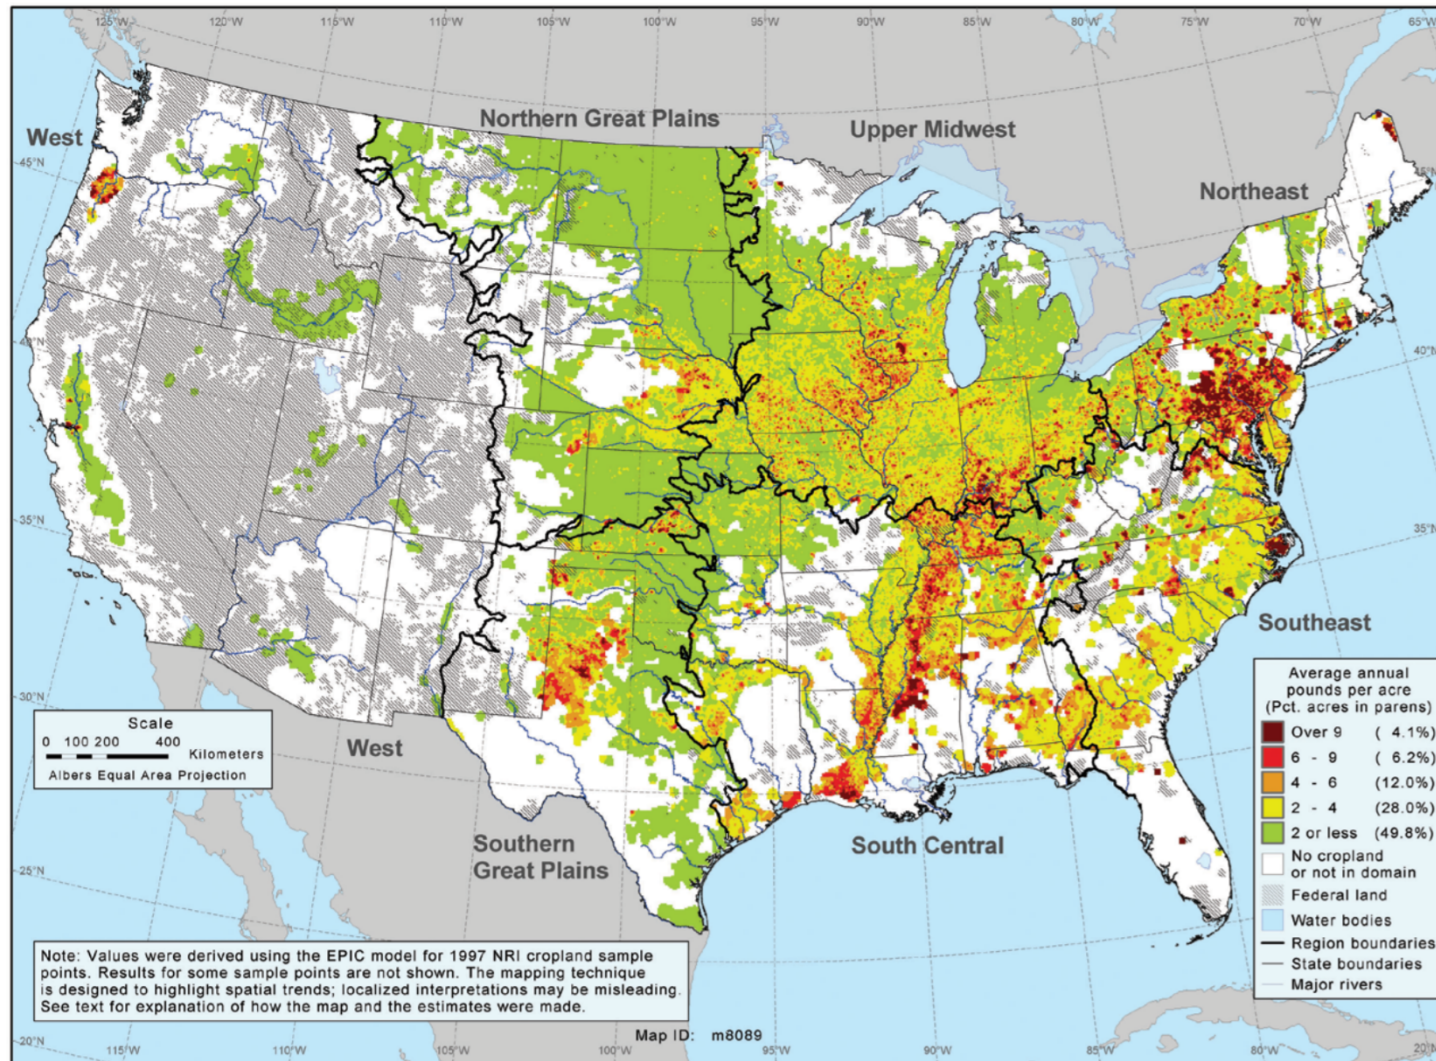 125°W 120°W 115°W 110°W 105°W 100°W 95°W 90°W 85°W 80°W 75°W 70°W 65°W
Northern Great Plains
Upper Midwest
West
45°N
Northeast
45°N
40°N
40°N
35°N
35°N
Southeast
30°N
Scale
0 100 200 400
Kilometers
Albers Equal Area Projection
West
Average annual
pounds per acre
(Pct. acres in parens)
Over 9 ( 4.1%)
6 - 9 ( 6.2%)
4 - 6 (12.0%)
2 - 4 (28.0%)
2 or less (49.8%)
No cropland
or not in domain
Federal land
Water bodies
Region boundaries
State boundaries
Major rivers
South Central
Southern
Great Plains
25°N
Note: Values were derived using the EPIC model for 1997 NRI cropland sample
points. Results for some sample points are not shown. The mapping technique
is designed to highlight spatial trends; localized interpretations may be misleading.
See text for explanation of how the map and the estimates were made.
Map ID: m8089
20°N
115°W 110°W 105°W 100°W 95°W 90°W 85°W 80°W